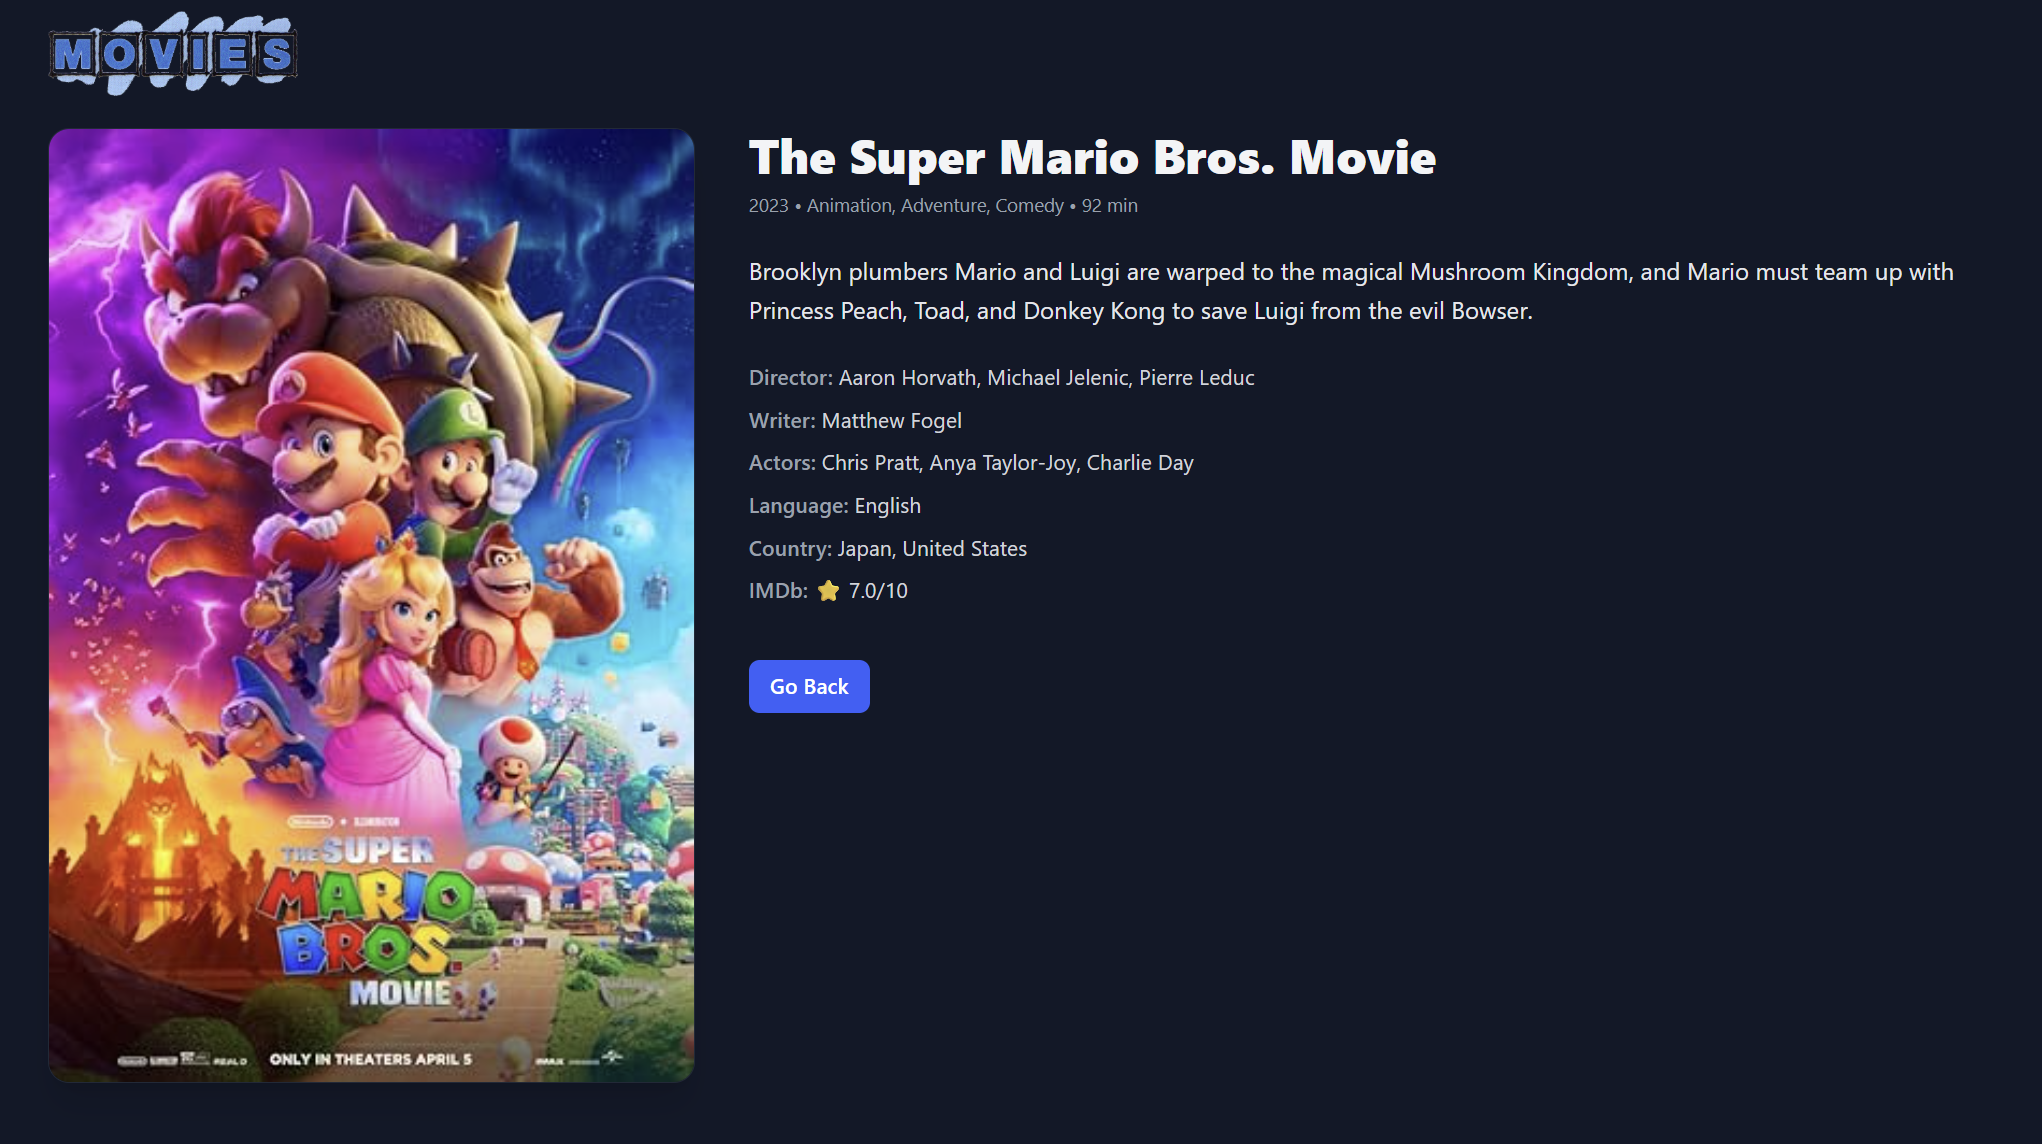 MOVIES
The Super Mario Bros. Movie
2023 • Animation, Adventure, Comedy • 92 min
Brooklyn plumbers Mario and Luigi are warped to the magical Mushroom Kingdom, and Mario must team up with
Princess Peach, Toad, and Donkey Kong to save Luigi from the evil Bowser.
Director: Aaron Horvath, Michael Jelenic, Pierre Leduc
Writer: Matthew Fogel
Actors: Chris Pratt, Anya Taylor-Joy, Charlie Day
Language: English
Country: Japan, United States
IMDb: ⭐ 7.0/10
Go Back
L
Nintendo + ILLUMINATION
THE SUPER
MARIO
BROS.
MOVIE
REAL D ONLY IN THEATERS APRIL 5 IMAX